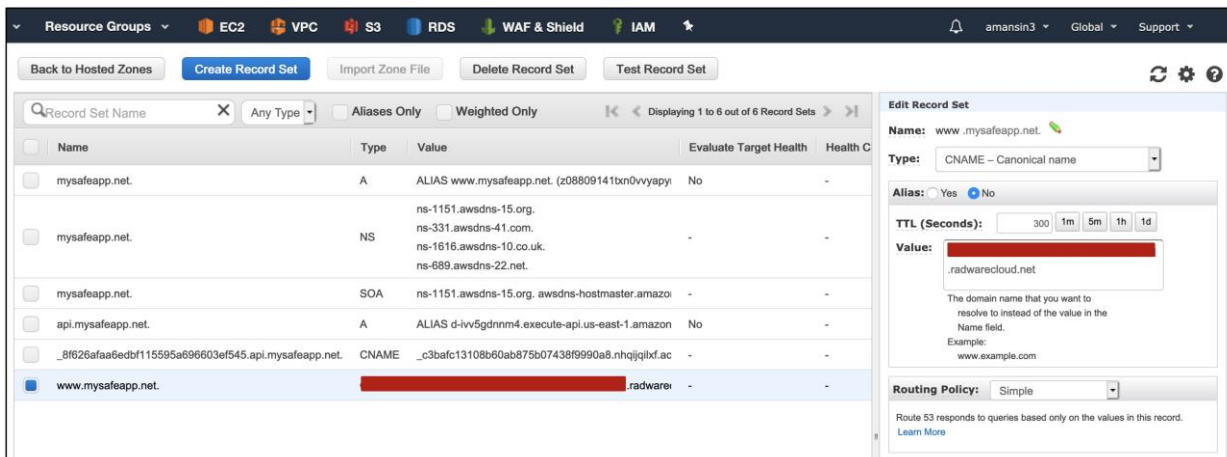 Resource Groups EC2 VPC S3 RDS WAF & Shield IAM amansin3 Global Support
Back to Hosted Zones Create Record Set Import Zone File Delete Record Set Test Record Set
Record Set Name X Any Type Aliases Only Weighted Only Displaying 1 to 6 out of 6 Record Sets
Name Type Value Evaluate Target Health Health C
mysafeapp.net. A ALIAS www.mysafeapp.net. (z08809141txn0vvyapy No
mysafeapp.net. NS ns-1151.awsdns-15.org.
ns-331.awsdns-41.com.
ns-1616.awsdns-10.co.uk.
ns-689.awsdns-22.net.
- -
mysafeapp.net. SOA ns-1151.awsdns-15.org. awsdns-hostmaster.amazo - -
api.mysafeapp.net. A ALIAS d-ivv5gdnnm4.execute-api.us-east-1.amazon No -
_8f626afaa6edbf115595a696603ef545.api.mysafeapp.net. CNAME _c3bafc13108b60ab875b07438f9990a8.nhqijqilxf.ac - -
www.mysafeapp.net. .radware - -
Edit Record Set
Name: www .mysafeapp.net.
Type: CNAME – Canonical name
Alias: Yes No
TTL (Seconds): 300 1m 5m 1h 1d
Value:
.radwarecloud.net
The domain name that you want to
resolve to instead of the value in the
Name field.
Example:
www.example.com
Routing Policy: Simple
Route 53 responds to queries based only on the values in this record.
Learn More